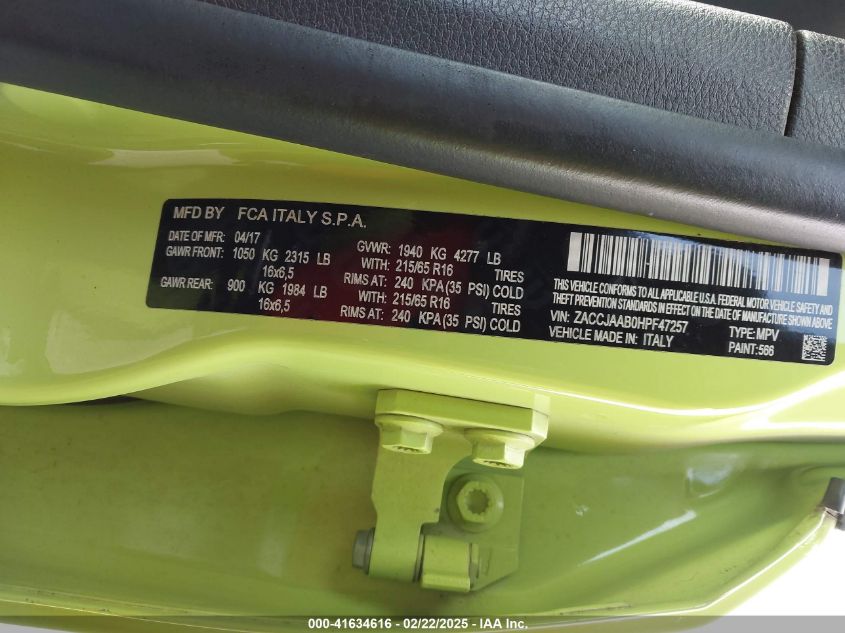 MFD BY FCA ITALY S.P.A.
DATE OF MFR: 04/17 GVWR: 1940 KG 4277 LB
GAWR FRONT: 1050 KG 2315 LB WITH: 215/65 R16 TIRES
16x6,5 RIMS AT: 240 KPA(35 PSI) COLD
GAWR REAR: 900 KG 1984 LB WITH: 215/65 R16 TIRES
16x6,5 RIMS AT: 240 KPA(35 PSI) COLD
THIS VEHICLE CONFORMS TO ALL APPLICABLE U.S.A. FEDERAL MOTOR VEHICLE SAFETY AND
THEFT PREVENTION STANDARDS IN EFFECT ON THE DATE OF MANUFACTURE SHOWN ABOVE
VIN: ZACCJAAB0HPF47257 TYPE: MPV
VEHICLE MADE IN: ITALY PAINT:566
000-41634616 - 02/22/2025 - IAA Inc.